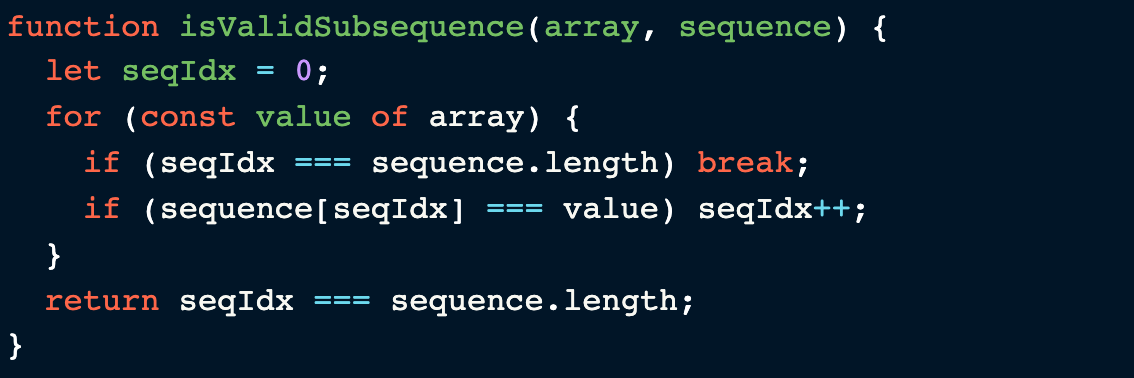 function isValidSubsequence(array, sequence) {
  let seqIdx = 0;
  for (const value of array) {
    if (seqIdx === sequence.length) break;
    if (sequence[seqIdx] === value) seqIdx++;
  }
  return seqIdx === sequence.length;
}